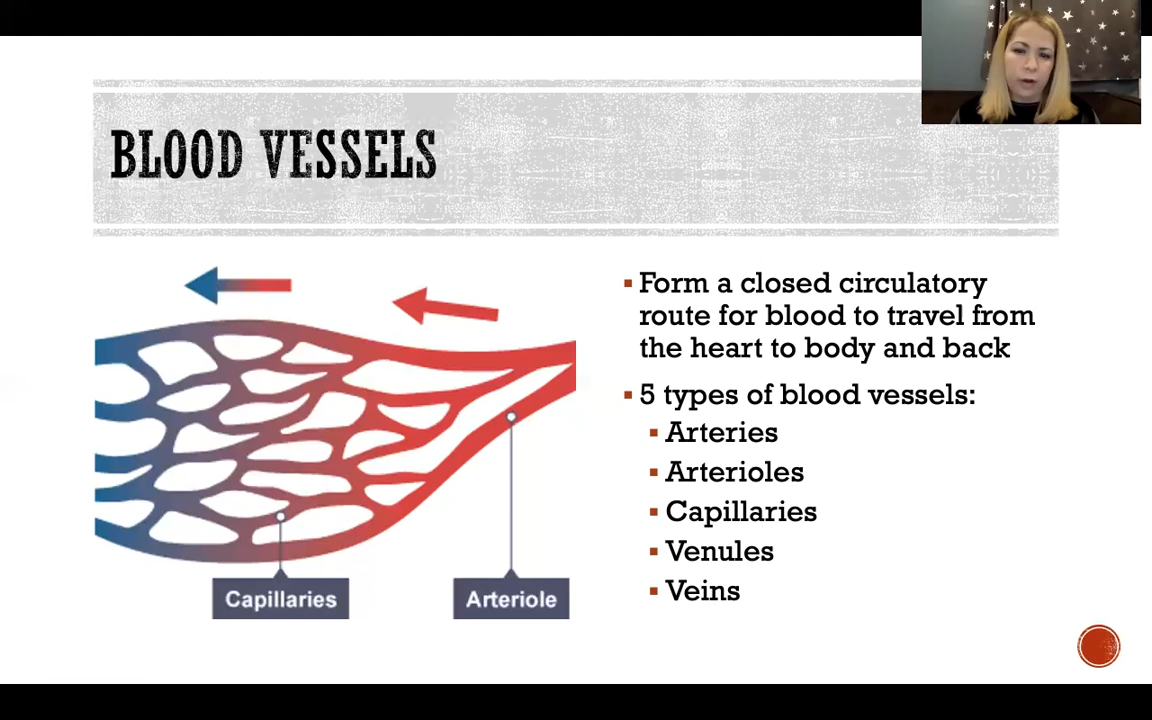 BLOOD VESSELS
Form a closed circulatory
route for blood to travel from
the heart to body and back
5 types of blood vessels:
Arteries
Arterioles
Capillaries
Venules
Veins
Capillaries
Arteriole